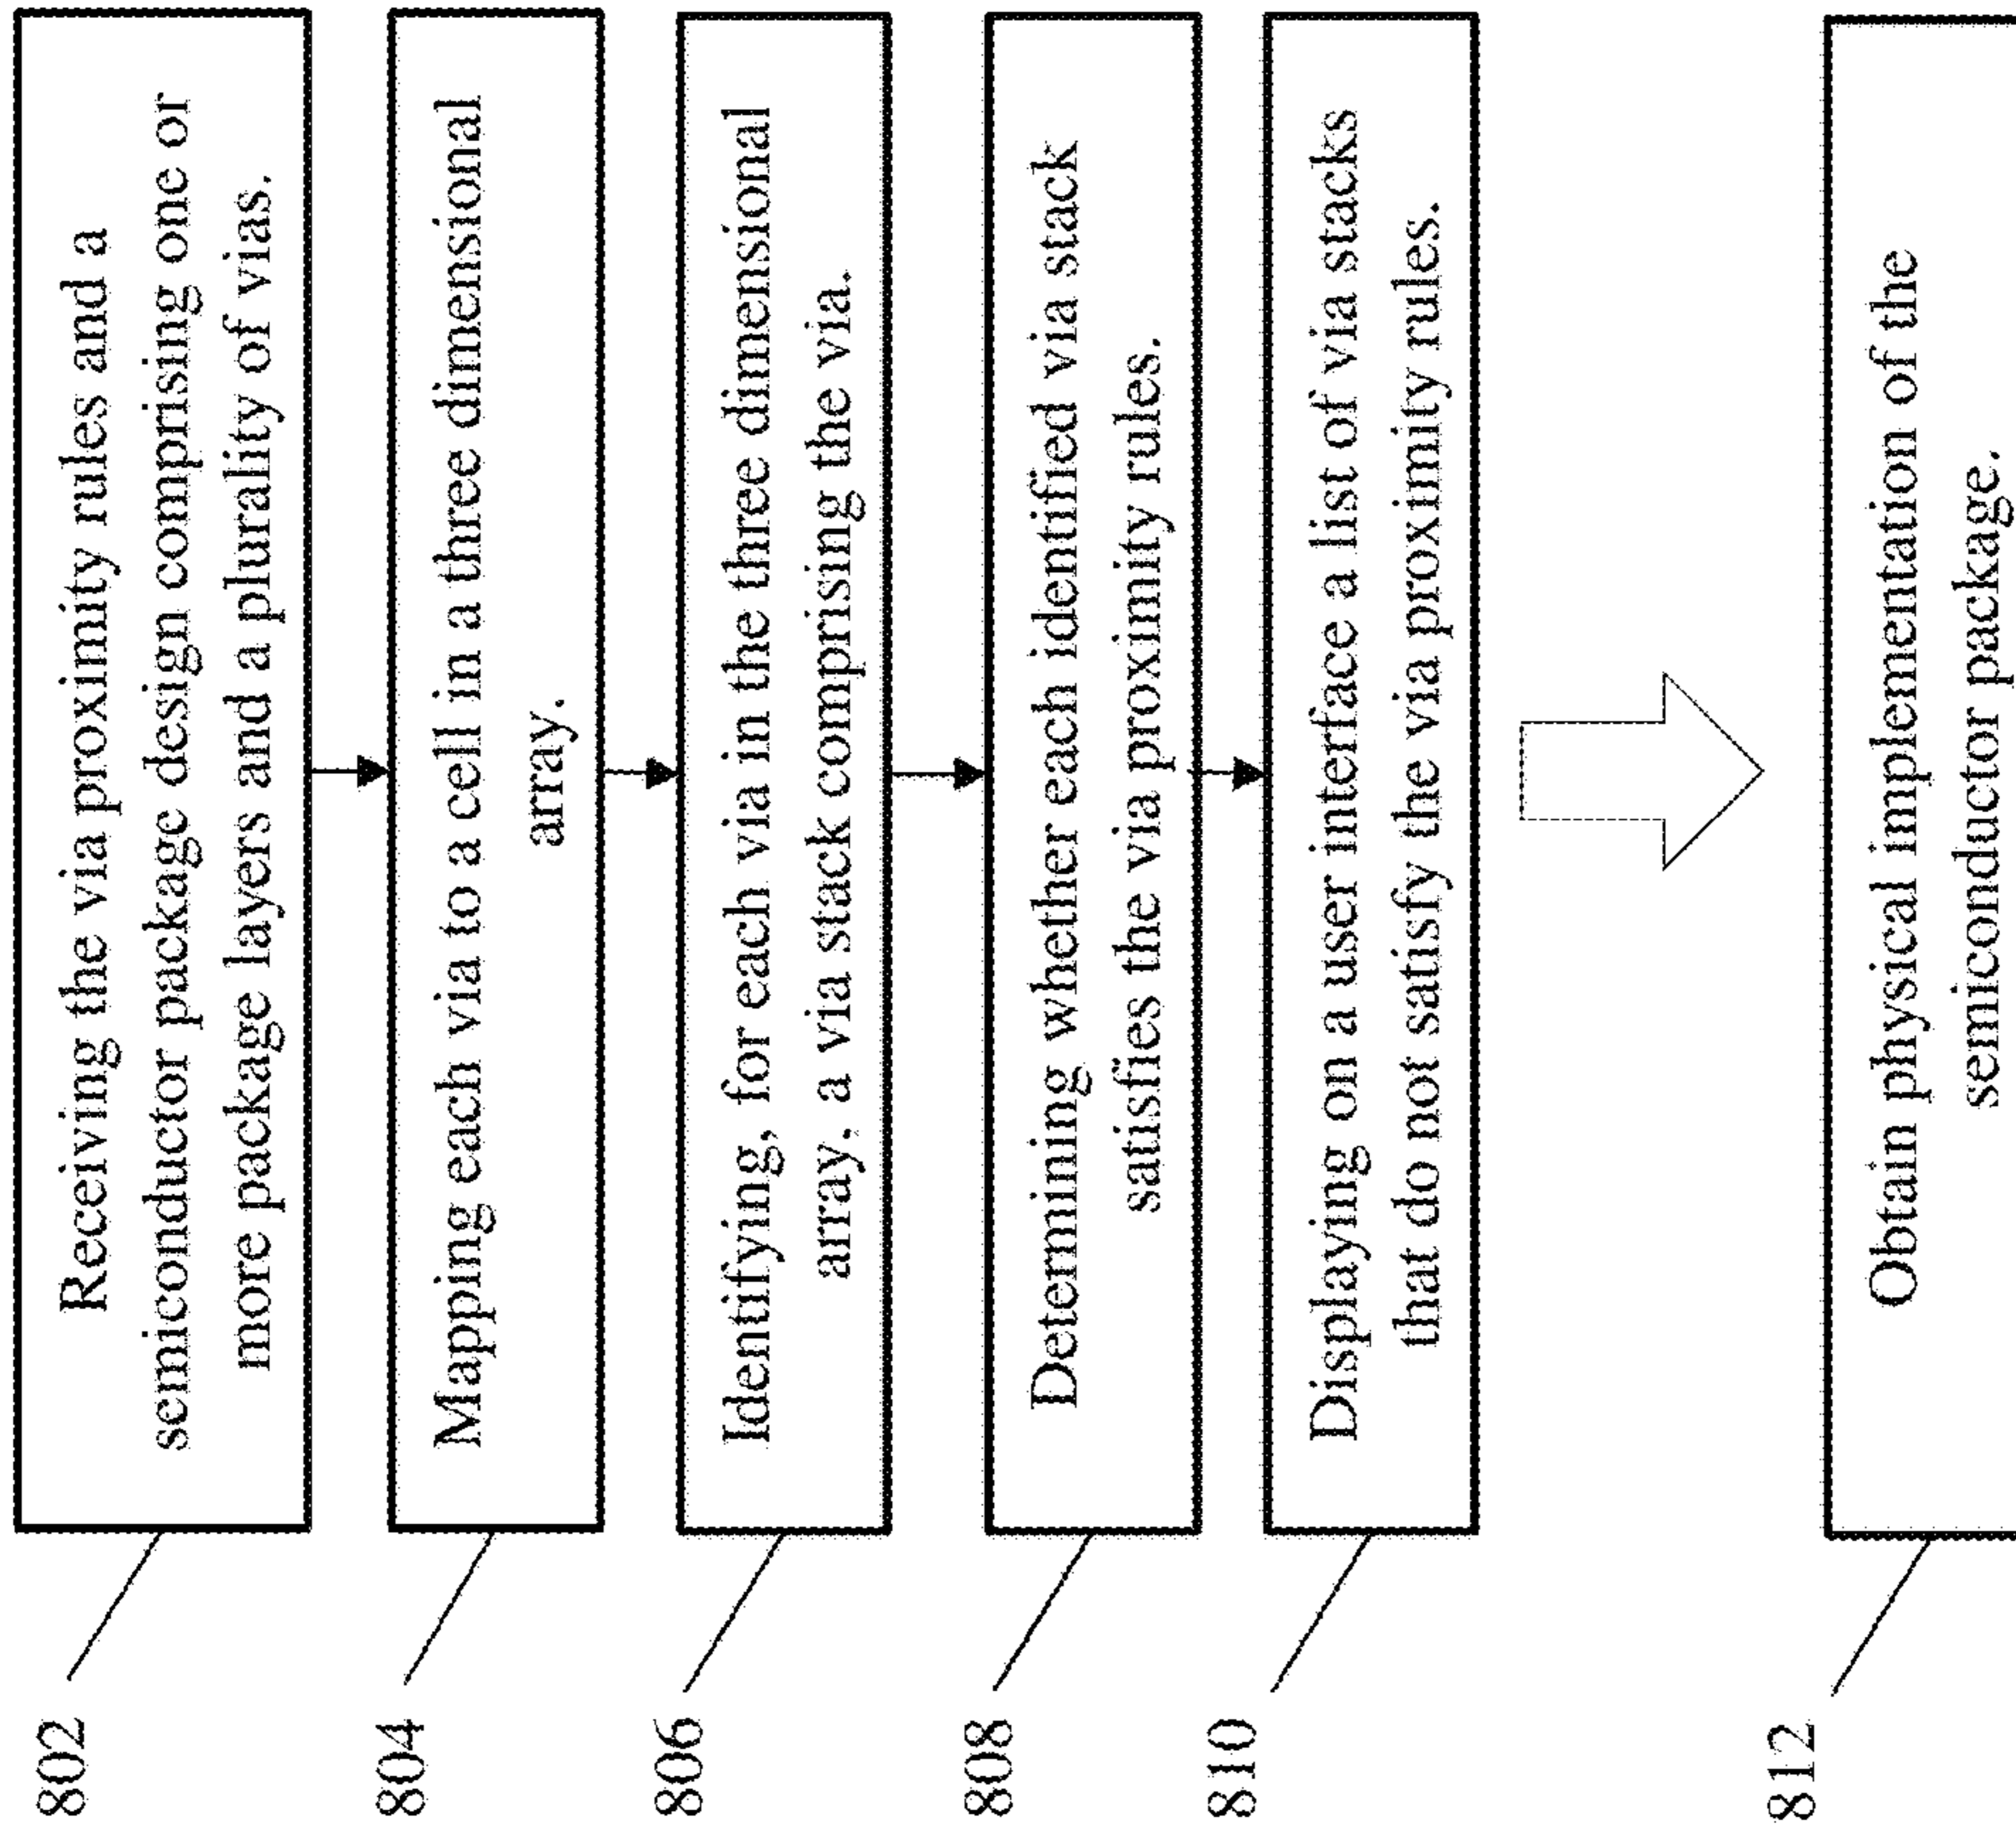 802
Receiving the via proximity rules and a
semiconductor package design comprising one or
more package layers and a plurality of vias.
804
Mapping each via to a cell in a three dimensional
array.
806
Identifying, for each via in the three dimensional
array, a via stack comprising the via.
808
Determining whether each identified via stack
satisfies the via proximity rules.
810
Displaying on a user interface a list of via stacks
that do not satisfy the via proximity rules.
812
Obtain physical implementation of the
semiconductor package.